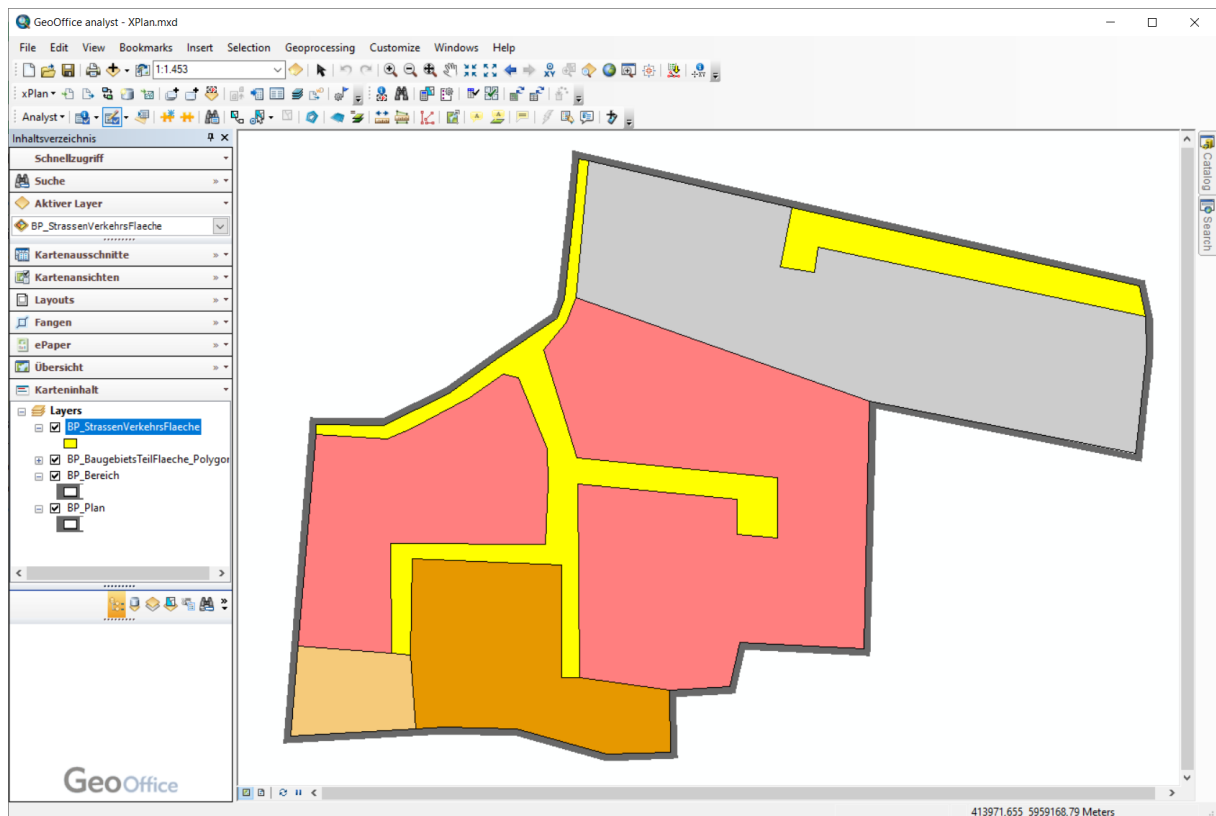 GeoOffice analyst - XPlan.mxd
File Edit View Bookmarks Insert Selection Geoprocessing Customize Windows Help
1:1.453
xPlan
Analyst
Inhaltsverzeichnis
Schnellzugriff
Suche
Aktiver Layer
BP_StrassenVerkehrsFlaeche
Kartenausschnitte
Kartenansichten
Layouts
Fangen
ePaper
Übersicht
Karteninhalt
Layers
BP_StrassenVerkehrsFlaeche
BP_BaugebietsTeilFlaeche_Polygon
BP_Bereich
BP_Plan
GeoOffice
Catalog
Search
413971,655 5959168,79 Meters